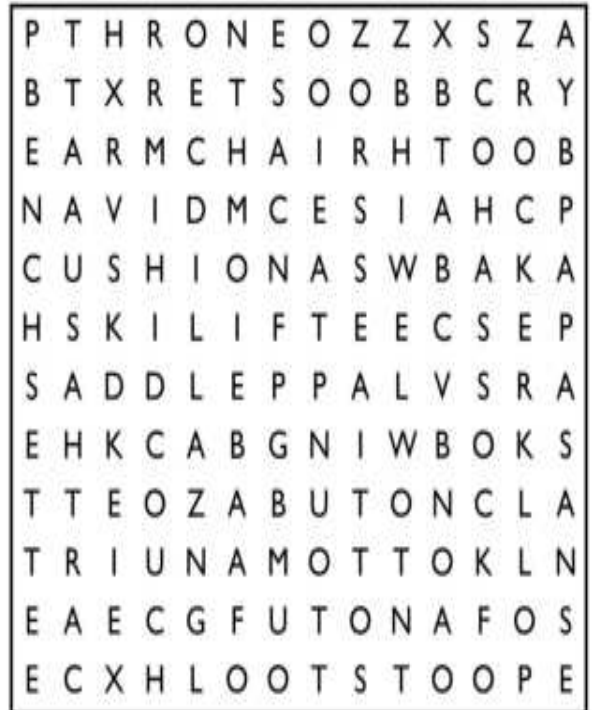 P T H R O N E O Z Z X S Z A
B T X R E T S O O B B C R Y
E A R M C H A I R H T O O B
N A V I D M C E S I A H C P
C U S H I O N A S W B A K A
H S K I L I F T E E C S E P
S A D D L E P P A L V S R A
E H K C A B G N I W B O K S
T T E O Z A B U T O N C L A
T R I U N A M O T T O K L N
E A E C G F U T O N A F O S
E C X H L O O T S T O O P E